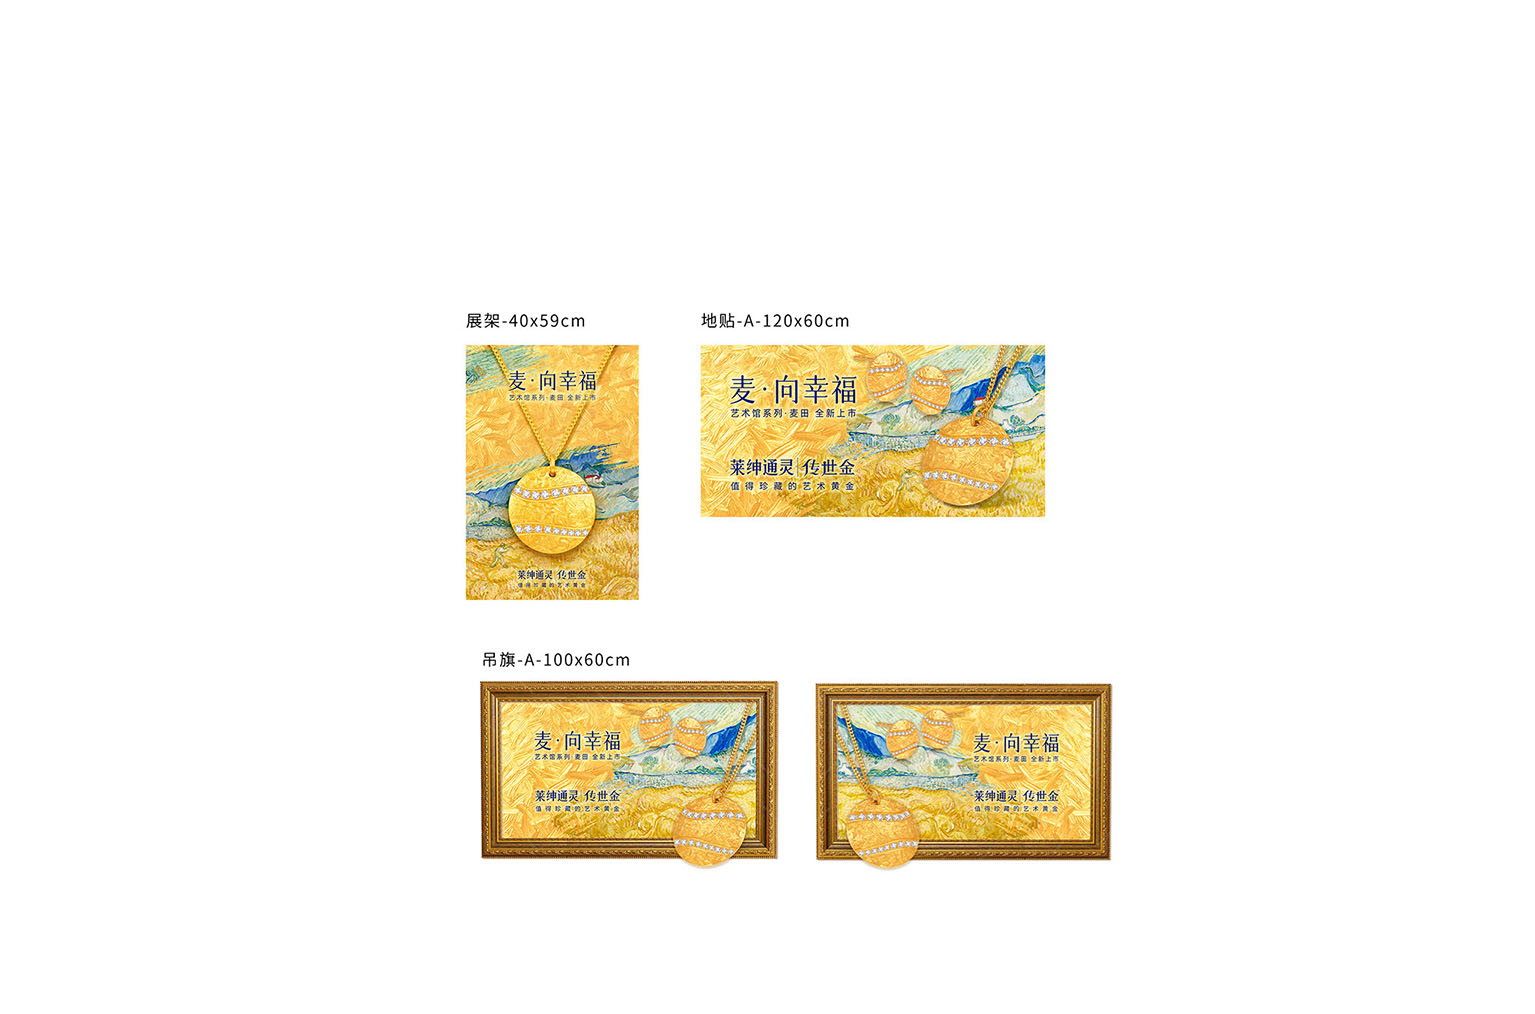 展架-40x59cm
麦·向幸福
艺术馆系列·麦田 全新上市
莱绅通灵 传世金
值得珍藏的艺术黄金
地贴-A-120x60cm
麦·向幸福
艺术馆系列·麦田 全新上市
莱绅通灵 传世金
值得珍藏的艺术黄金
吊旗-A-100x60cm
麦·向幸福
艺术馆系列·麦田 全新上市
莱绅通灵 传世金
值得珍藏的艺术黄金
麦·向幸福
艺术馆系列·麦田 全新上市
莱绅通灵 传世金
值得珍藏的艺术黄金